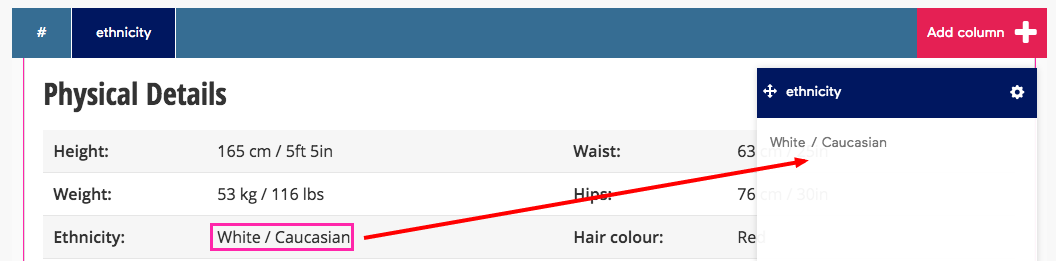 # ethnicity Add column
ethnicity
Physical Details
White / Caucasian
Height: 165 cm / 5ft 5in Waist: 63
Weight: 53 kg / 116 lbs Hips: 76 cm / 30in
Ethnicity: White / Caucasian Hair colour: Red